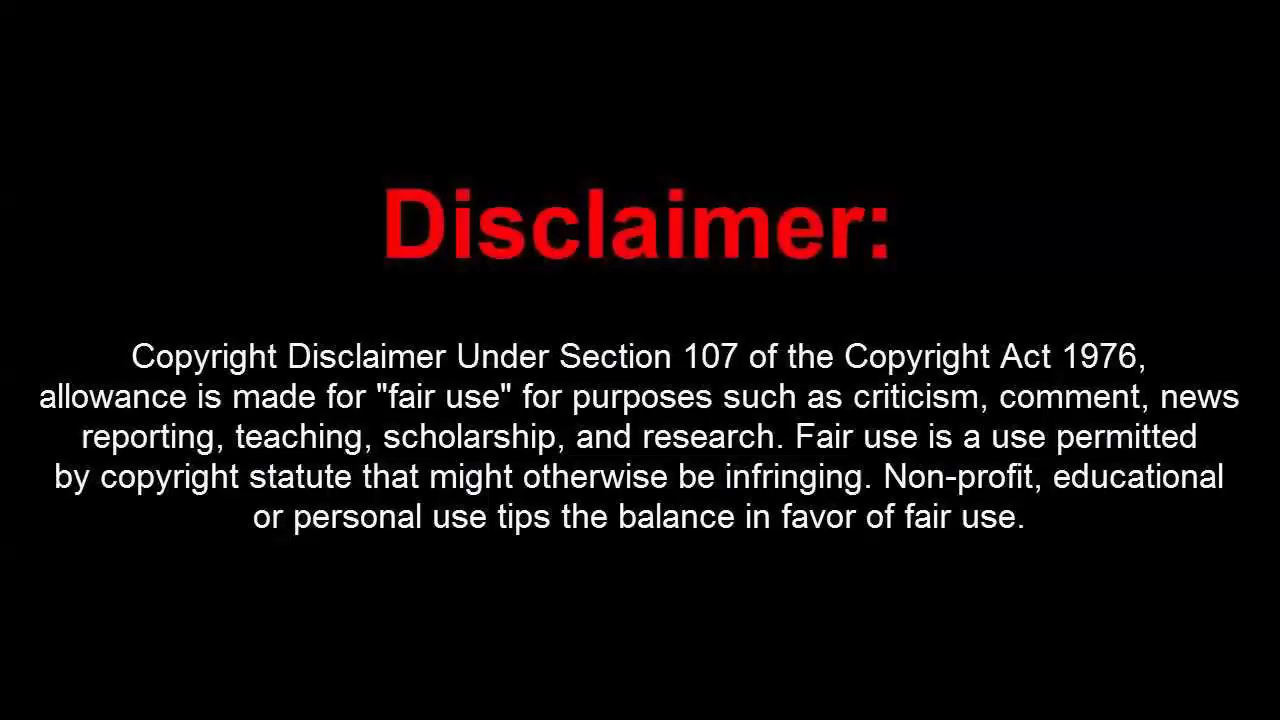 Disclaimer:
Copyright Disclaimer Under Section 107 of the Copyright Act 1976,
allowance is made for "fair use" for purposes such as criticism, comment, news
reporting, teaching, scholarship, and research. Fair use is a use permitted
by copyright statute that might otherwise be infringing. Non-profit, educational
or personal use tips the balance in favor of fair use.